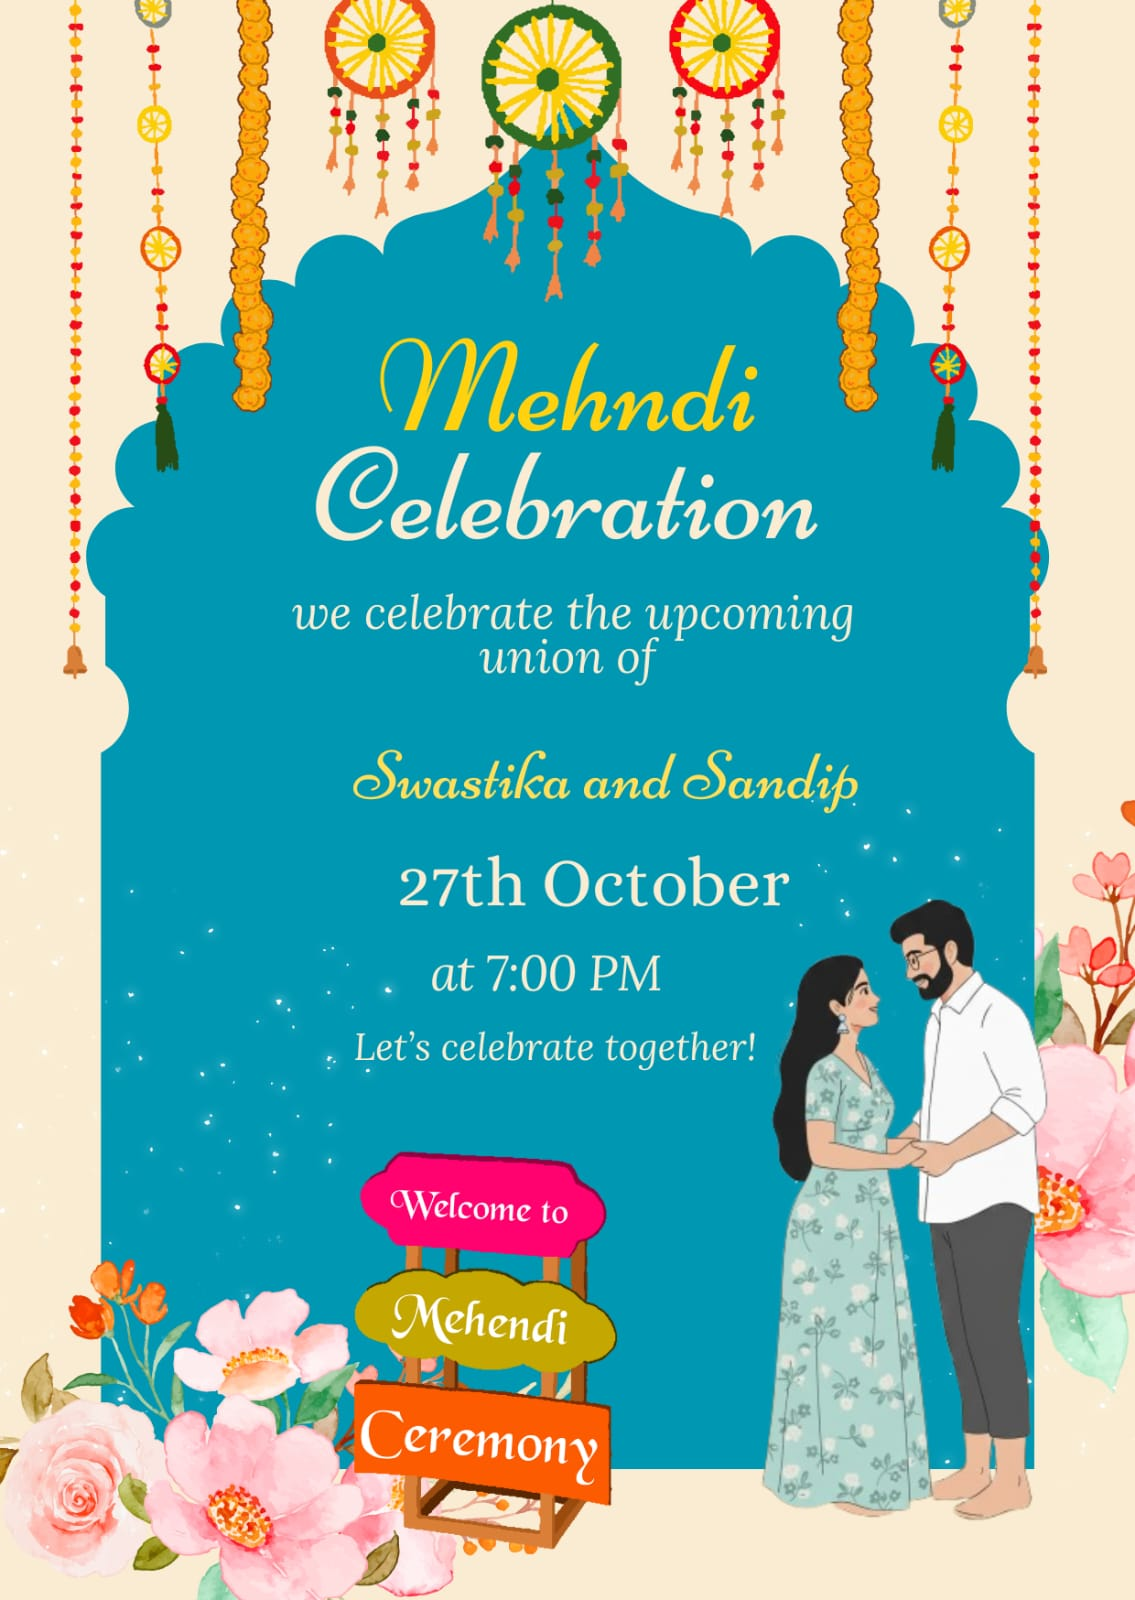 Mehndi
Celebration
we celebrate the upcoming
union of
Swastika and Sandip
27th October
at 7:00 PM
Let's celebrate together!
Welcome to
Mehendi
Ceremony